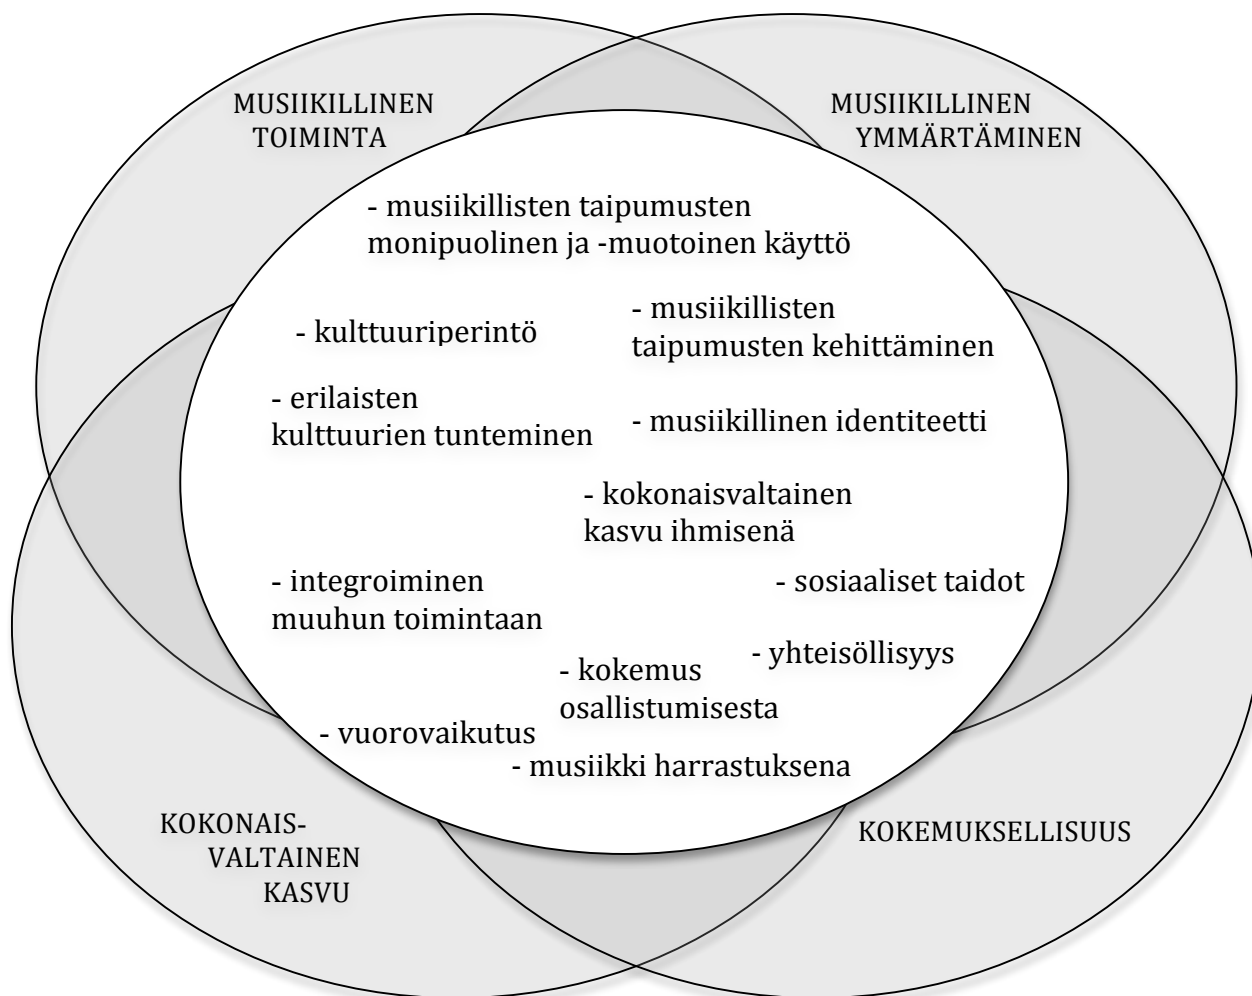 MUSIIKILLINEN
TOIMINTA
MUSIIKILLINEN
YMMÄRTÄMINEN
- musiikillisten taipumusten
monipuolinen ja -muotoinen käyttö
- kulttuuriperintö
- musiikillisten
taipumusten kehittäminen
- erilaisten
kulttuurien tunteminen
- musiikillinen identiteetti
- kokonaisvaltainen
kasvu ihmisenä
- integroiminen
muuhun toimintaan
- sosiaaliset taidot
- yhteisöllisyys
- kokemus
osallistumisesta
- vuorovaikutus
- musiikki harrastuksena
KOKONAIS-
VALTAINEN
KASVU
KOKEMUKSELLISUUS